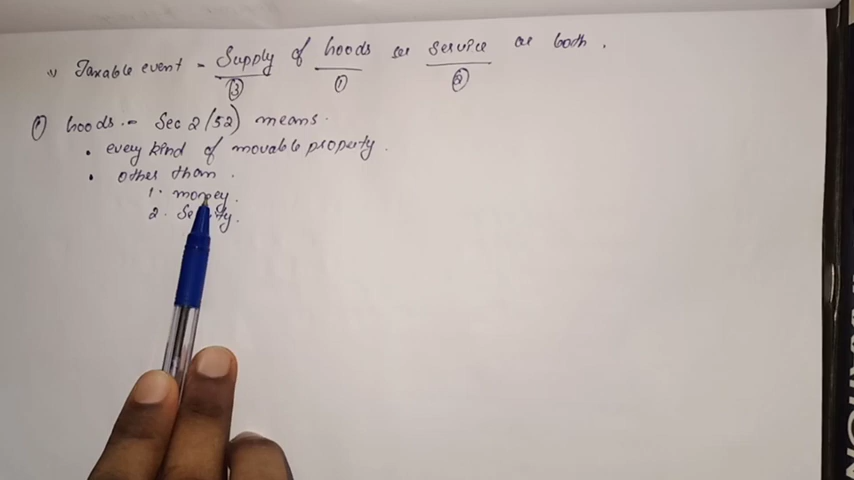 Taxable event - Supply of Goods or service or both.
③ ① ②
① Goods :- Sec 2(52) means.
• every kind of movable property.
• other than.
1. money.
2. Security.